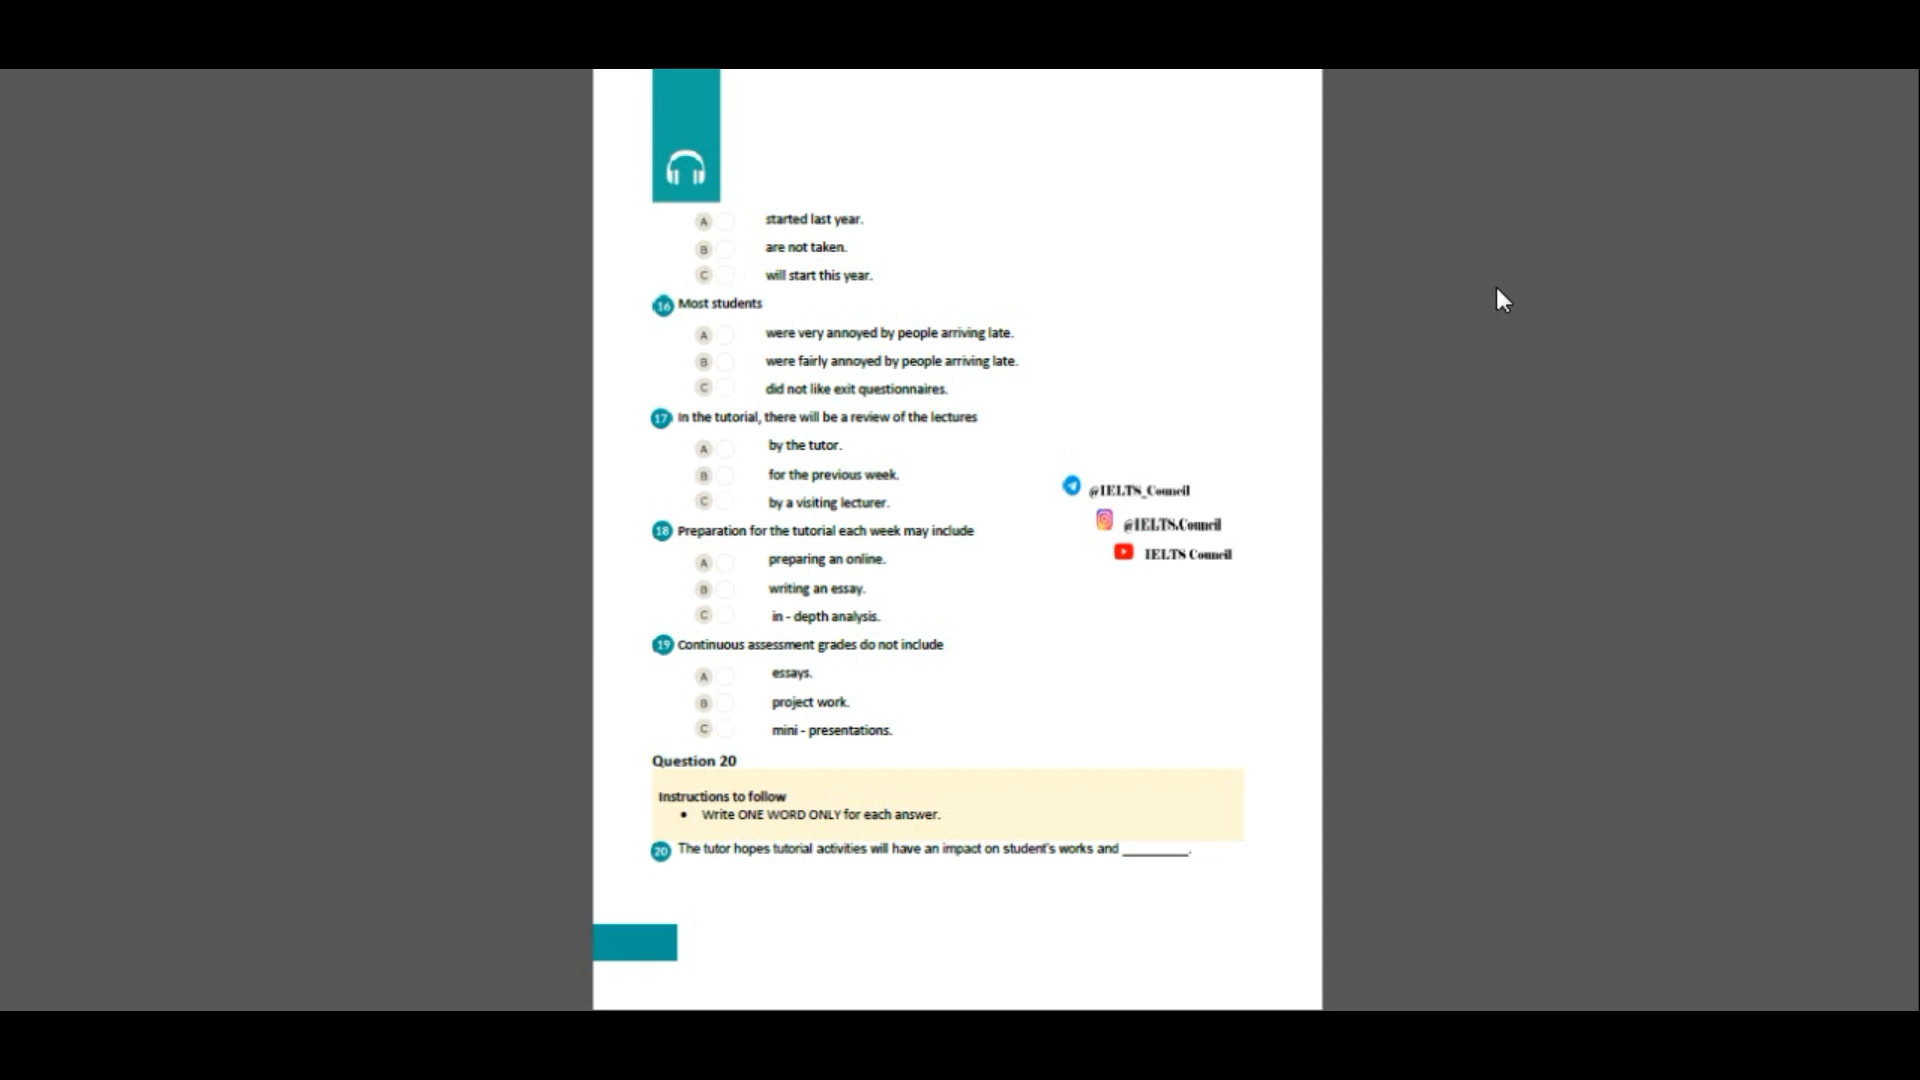 A started last year.
B are not taken.
C will start this year.
16 Most students
A were very annoyed by people arriving late.
B were fairly annoyed by people arriving late.
C did not like exit questionnaires.
17 In the tutorial, there will be a review of the lectures
A by the tutor.
B for the previous week.
C by a visiting lecturer.
@IELTS_Council
@IELTS.Council
IELTS Council
18 Preparation for the tutorial each week may include
A preparing an online.
B writing an essay.
C in - depth analysis.
19 Continuous assessment grades do not include
A essays.
B project work.
C mini - presentations.
Question 20
Instructions to follow
• Write ONE WORD ONLY for each answer.
20 The tutor hopes tutorial activities will have an impact on student's works and _________.